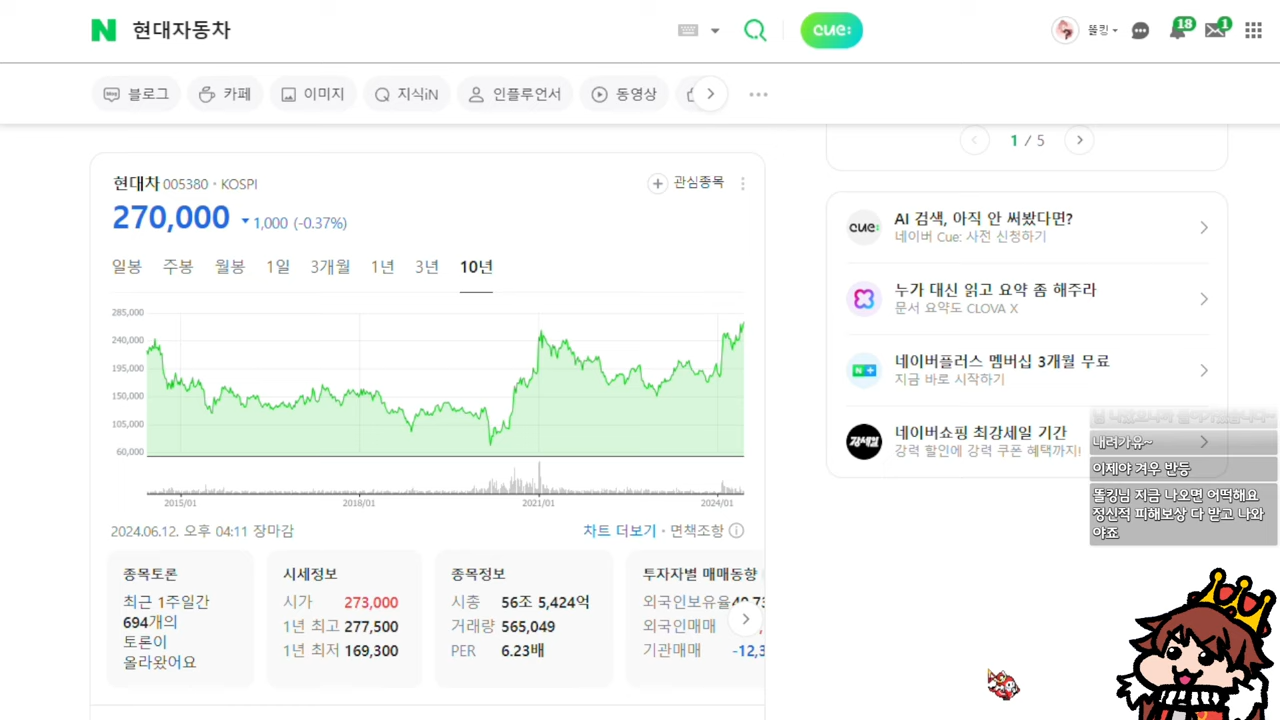 N 현대자동차
cue:
뜰킹
18
1
블로그
카페
이미지
지식iN
인플루언서
동영상
1 / 5
현대차 005380 · KOSPI
관심종목
270,000 ▼ 1,000 (-0.37%)
일봉 주봉 월봉 1일 3개월 1년 3년 10년
285,000
240,000
195,000
150,000
105,000
60,000
2015/01 2018/01 2021/01 2024/01
2024.06.12. 오후 04:11 장마감
차트 더보기 · 면책조항
종목토론
최근 1주일간
694개의
토론이
올라왔어요
시세정보
시가 273,000
1년 최고 277,500
1년 최저 169,300
종목정보
시총 56조 5,424억
거래량 565,049
PER 6.23배
투자자별 매매동향
외국인보유율
외국인매매
기관매매 -12,3
cue:
AI 검색, 아직 안 써봤다면?
네이버 Cue: 사전 신청하기
누가 대신 읽고 요약 좀 해주라
문서 요약도 CLOVA X
N +
네이버플러스 멤버십 3개월 무료
지금 바로 시작하기
강세일
네이버쇼핑 최강세일 기간
강력 할인에 강력 쿠폰 혜택까지!
내려가유~
이제야 겨우 반등
뜰킹님 지금 나오면 어떡해요
정신적 피해보상 다 받고 나와
야죠